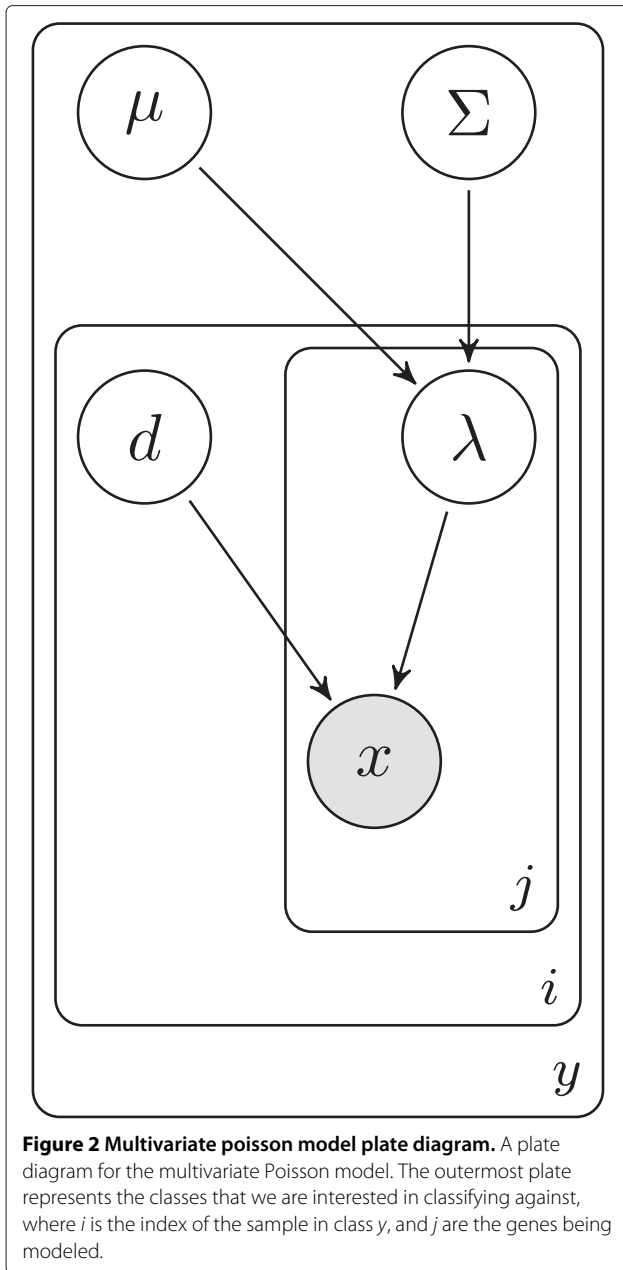 μ Σ
d λ
x
j
i
y
Figure 2 Multivariate poisson model plate diagram. A plate
diagram for the multivariate Poisson model. The outermost plate
represents the classes that we are interested in classifying against,
where i is the index of the sample in class y, and j are the genes being
modeled.